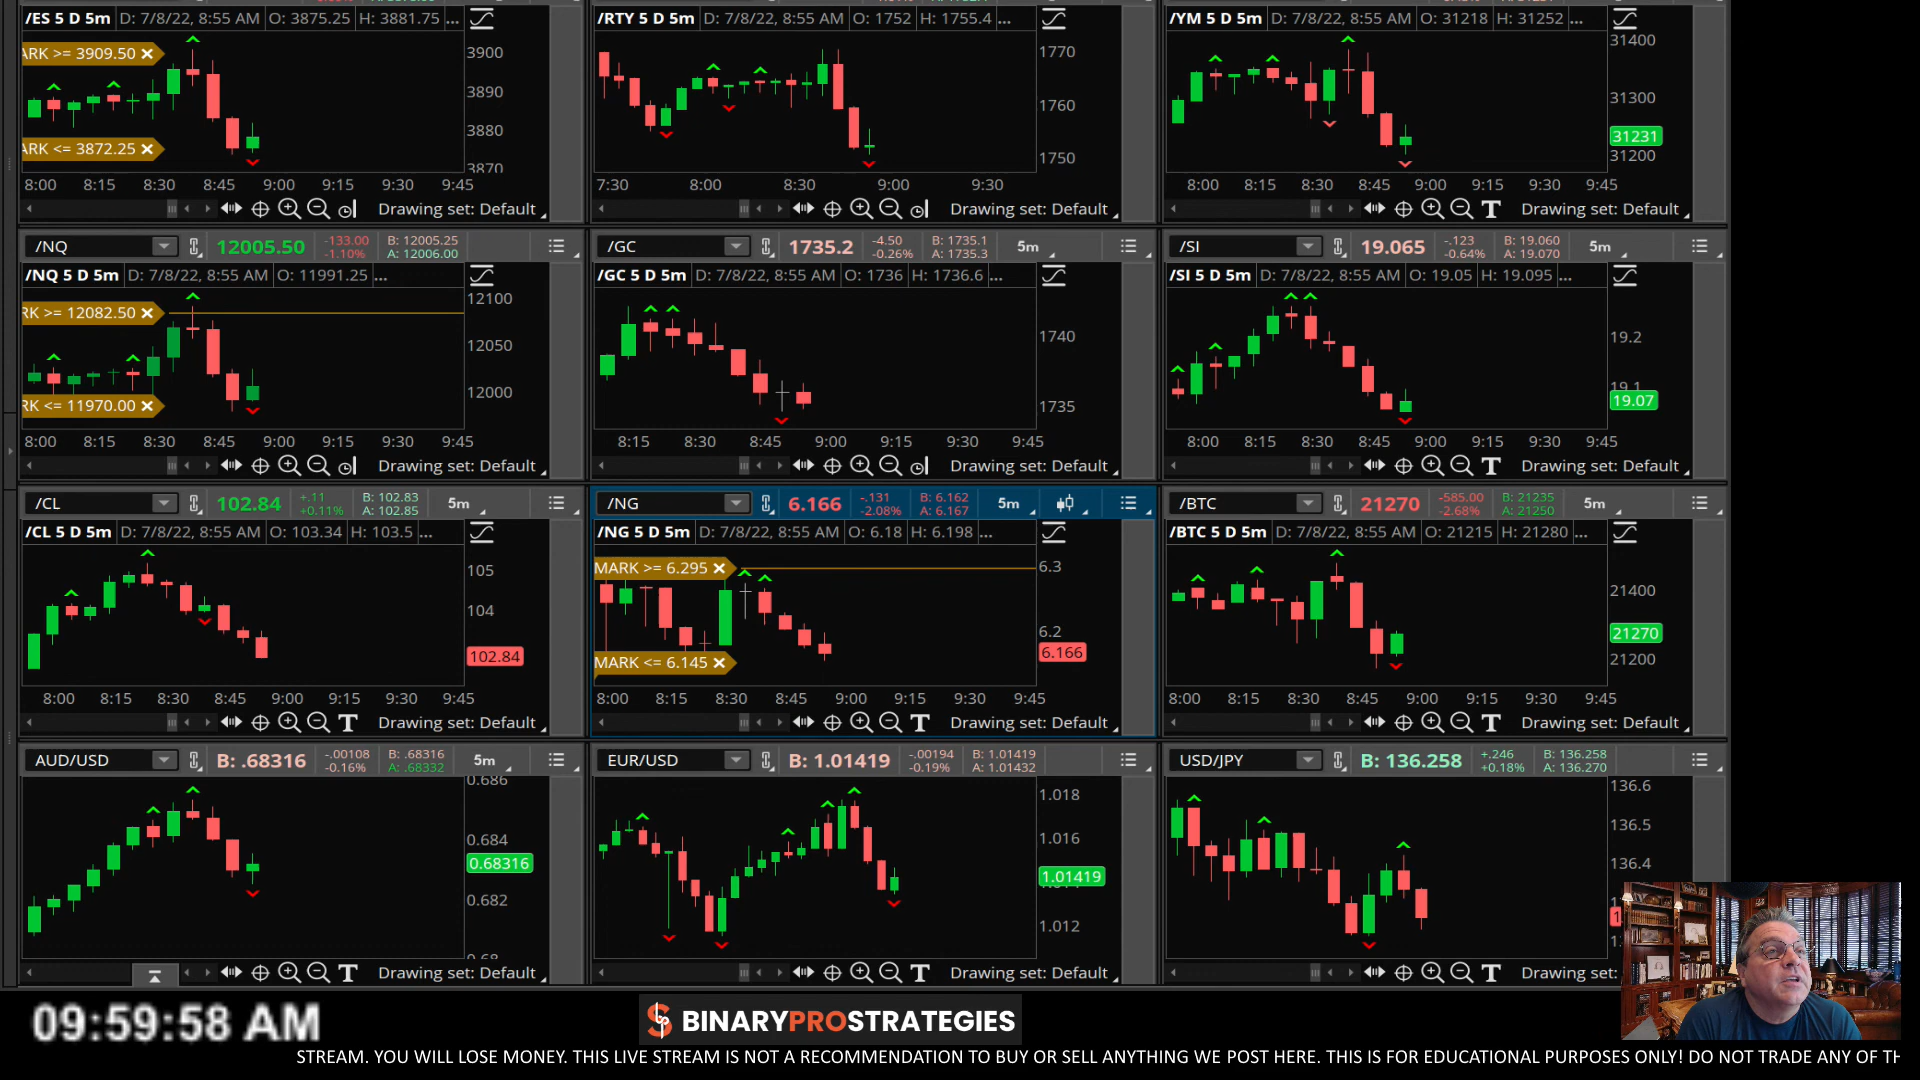 /ES 5 D 5m D: 7/8/22, 8:55 AM O: 3875.25 H: 3881.75 ...
ARK >= 3909.50
ARK <= 3872.25
3900
3890
3880
3870
8:00 8:15 8:30 8:45 9:00 9:15 9:30 9:45
Drawing set: Default
/RTY 5 D 5m D: 7/8/22, 8:55 AM O: 1752 H: 1755.4 ...
1770
1760
1750
7:30 8:00 8:30 9:00 9:30
Drawing set: Default
/YM 5 D 5m D: 7/8/22, 8:55 AM O: 31218 H: 31252 ...
31400
31300
31231
31200
8:00 8:15 8:30 8:45 9:00 9:15 9:30 9:45
T Drawing set: Default
/NQ 12005.50 -133.00 -1.10% B: 12005.25 A: 12006.00
/NQ 5 D 5m D: 7/8/22, 8:55 AM O: 11991.25 ...
RK >= 12082.50
RK <= 11970.00
12100
12050
12000
8:00 8:15 8:30 8:45 9:00 9:15 9:30 9:45
Drawing set: Default
/GC 1735.2 -4.50 -0.26% B: 1735.1 A: 1735.3 5m
/GC 5 D 5m D: 7/8/22, 8:55 AM O: 1736 H: 1736.6 ...
1740
1735
8:15 8:30 8:45 9:00 9:15 9:30 9:45
Drawing set: Default
/SI 19.065 -.123 -0.64% B: 19.060 A: 19.070 5m
/SI 5 D 5m D: 7/8/22, 8:55 AM O: 19.05 H: 19.095 ...
19.2
19.1
19.07
8:00 8:15 8:30 8:45 9:00 9:15 9:30 9:45
T Drawing set: Default
/CL 102.84 +.11 +0.11% B: 102.83 A: 102.85 5m
/CL 5 D 5m D: 7/8/22, 8:55 AM O: 103.34 H: 103.5 ...
105
104
102.84
8:00 8:15 8:30 8:45 9:00 9:15 9:30 9:45
T Drawing set: Default
/NG 6.166 -.131 -2.08% B: 6.162 A: 6.167 5m
/NG 5 D 5m D: 7/8/22, 8:55 AM O: 6.18 H: 6.198 ...
MARK >= 6.295
MARK <= 6.145
6.3
6.2
6.166
8:00 8:15 8:30 8:45 9:00 9:15 9:30 9:45
T Drawing set: Default
/BTC 21270 -585.00 -2.68% B: 21235 A: 21250 5m
/BTC 5 D 5m D: 7/8/22, 8:55 AM O: 21215 H: 21280 ...
21400
21270
21200
8:00 8:15 8:30 8:45 9:00 9:15 9:30 9:45
T Drawing set: Default
AUD/USD B: .68316 -.00108 -0.16% B: .68316 A: .68332 5m
0.686
0.684
0.68316
0.682
T Drawing set: Default
EUR/USD B: 1.01419 -.00194 -0.19% B: 1.01419 A: 1.01432
1.018
1.016
1.01419
1.012
T Drawing set: Default
USD/JPY B: 136.258 +.246 +0.18% B: 136.258 A: 136.270
136.6
136.5
136.4
T Drawing set:
09:59:58 AM
BINARYPROSTRATEGIES
STREAM. YOU WILL LOSE MONEY. THIS LIVE STREAM IS NOT A RECOMMENDATION TO BUY OR SELL ANYTHING WE POST HERE. THIS IS FOR EDUCATIONAL PURPOSES ONLY! DO NOT TRADE ANY OF TH